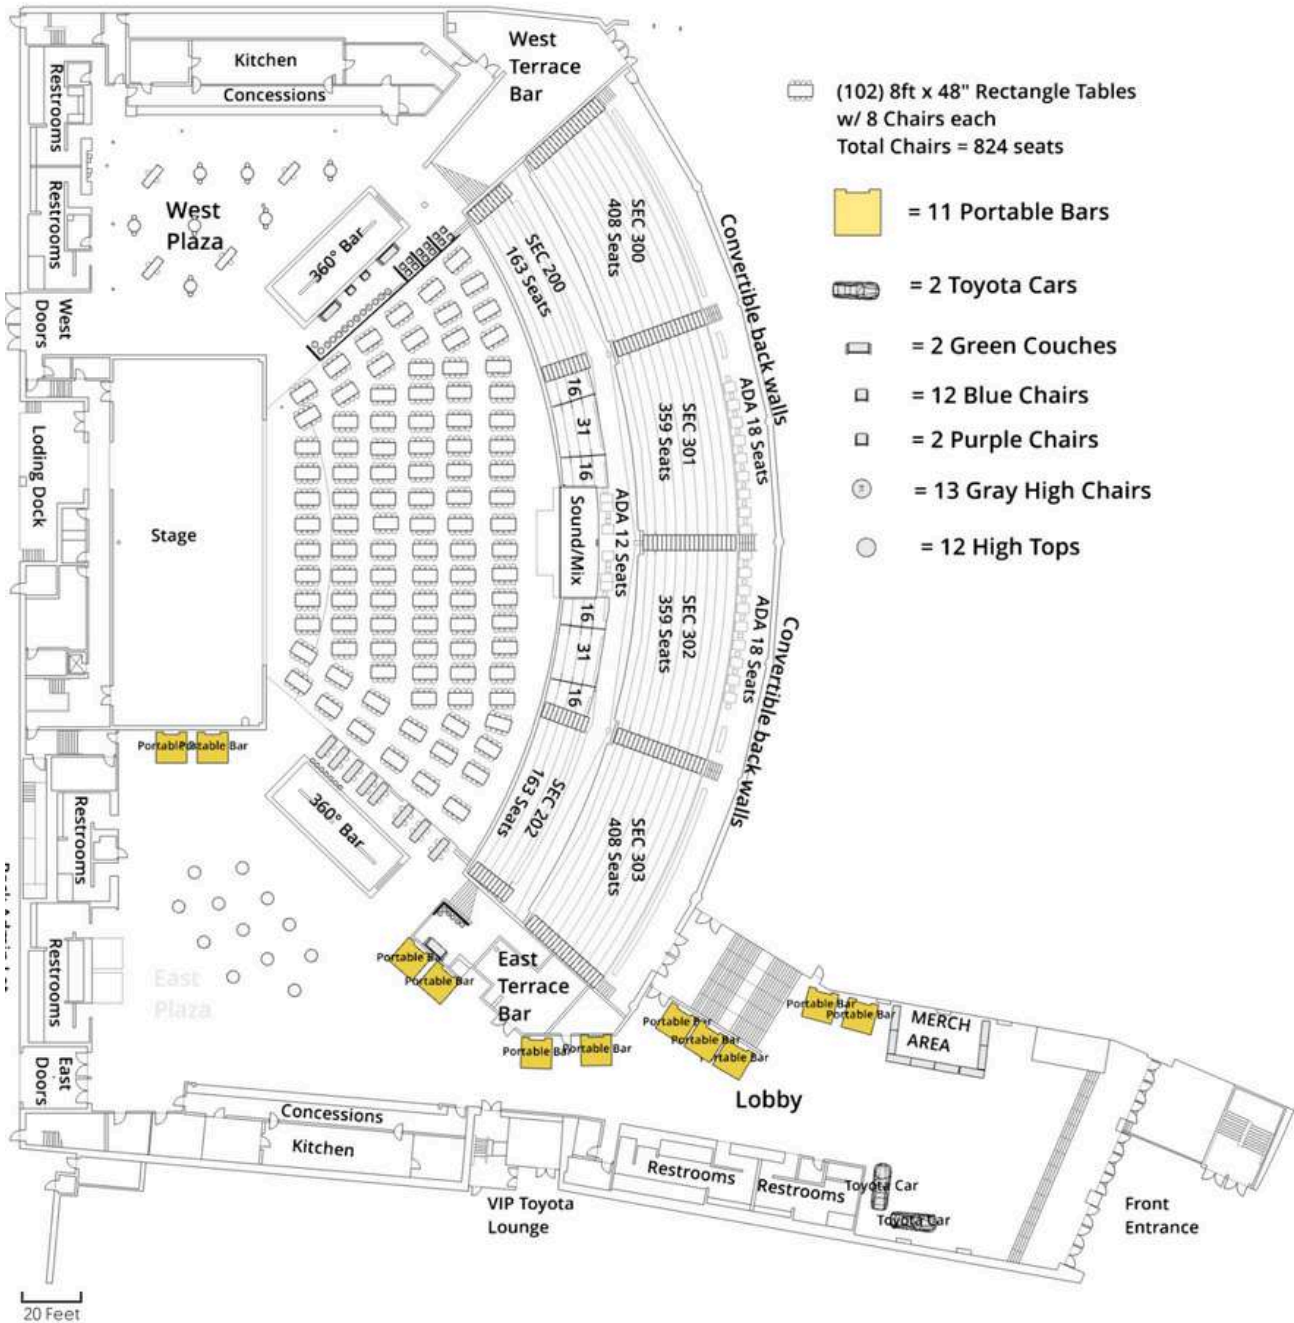 West
Terrace
Bar
Kitchen
Concessions
Restrooms
Restrooms
West
Plaza
360° Bar
West
Doors
SEC 200
163 Seats
SEC 300
408 Seats
Convertible back walls
(102) 8ft x 48" Rectangle Tables
w/ 8 Chairs each
Total Chairs = 824 seats
= 11 Portable Bars
= 2 Toyota Cars
= 2 Green Couches
= 12 Blue Chairs
= 2 Purple Chairs
= 13 Gray High Chairs
= 12 High Tops
Loding Dock
Stage
16
31
16
Sound/Mix
ADA 12 Seats
16
31
16
SEC 301
359 Seats
ADA 18 Seats
SEC 302
359 Seats
ADA 18 Seats
Convertible back walls
SEC 202
163 Seats
SEC 303
408 Seats
Portable Bar
Portable Bar
360° Bar
Restrooms
Restrooms
East
Plaza
East
Doors
Portable Bar
Portable Bar
East
Terrace
Bar
Portable Bar
Portable Bar
Portable Bar
Portable Bar
Portable Bar
Portable Bar
Portable Bar
MERCH
AREA
Lobby
Concessions
Kitchen
VIP Toyota
Lounge
Restrooms
Restrooms
Toyota Car
Toyota Car
Front
Entrance
20 Feet